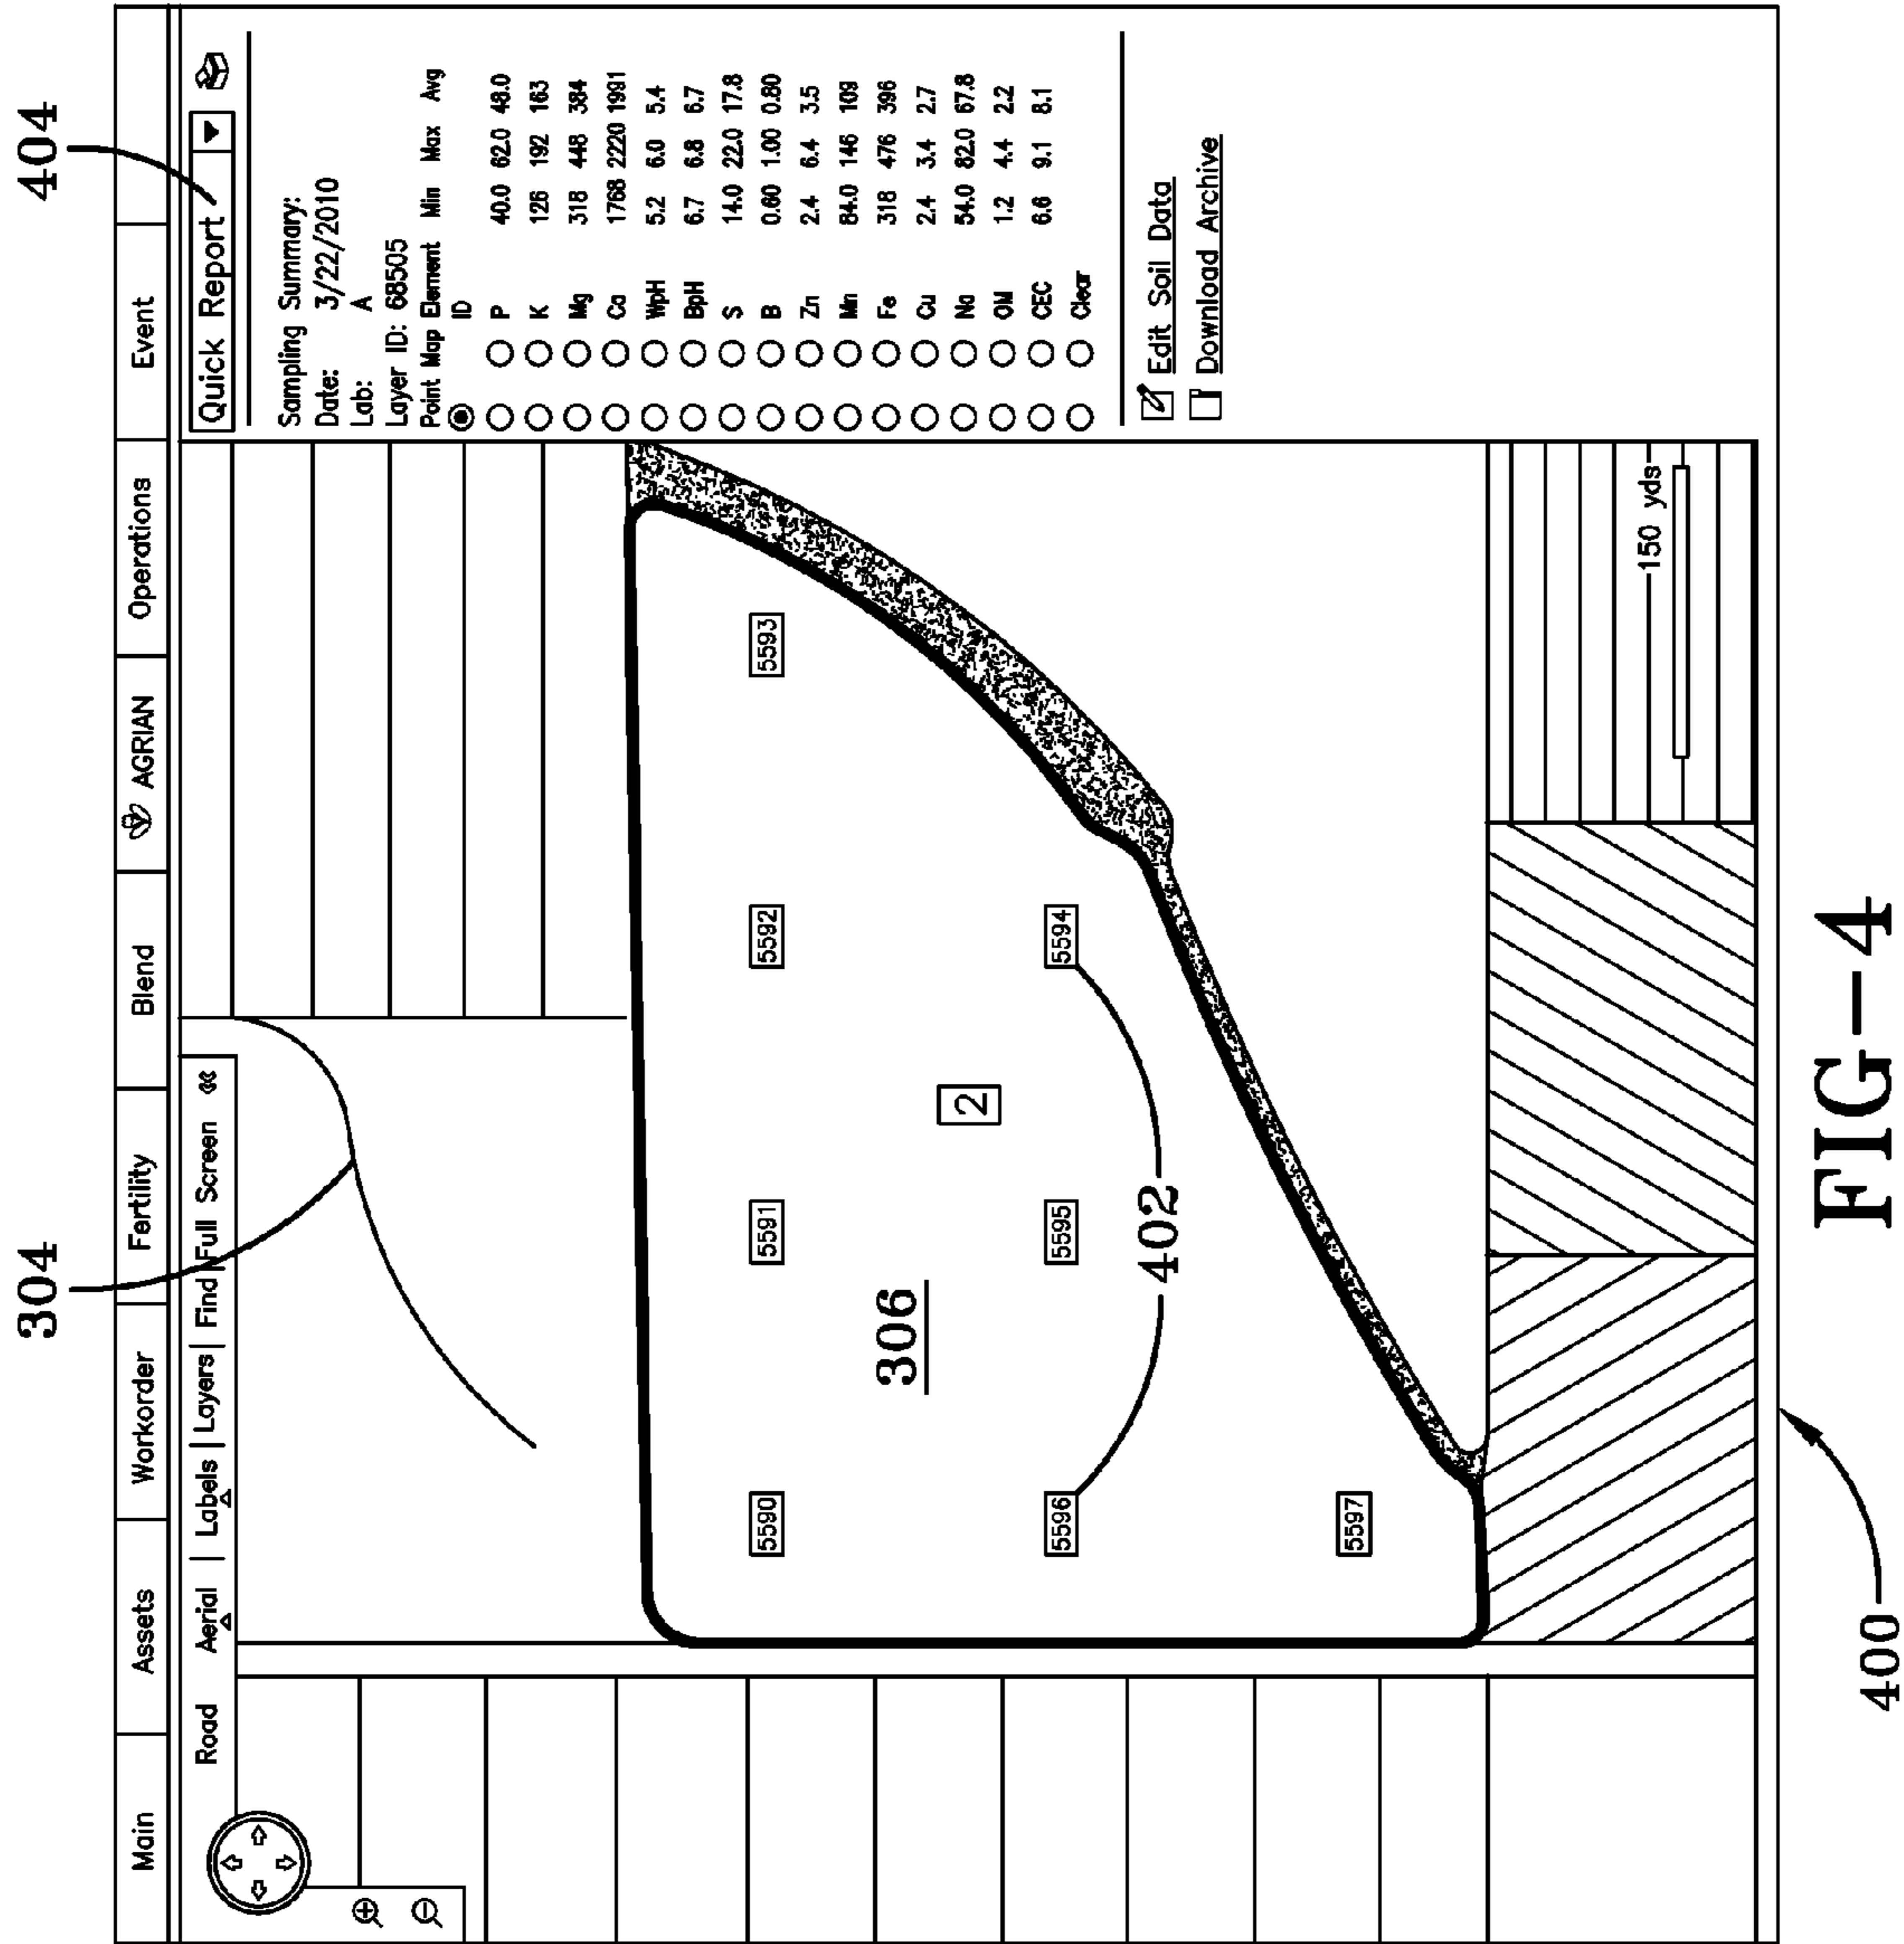 404
304
Main Assets Workorder Fertility Blend AGRIAN Operations Event
Road Aerial | Labels | Layers | Find | Full Screen «
Quick Report
Sampling Summary:
Date: 3/22/2010
Lab: A
Layer ID: 68505
Point Map Element Min Max Avg
ID
P 40.0 62.0 48.0
K 126 192 163
Mg 318 448 384
Ca 1768 2220 1991
WpH 5.2 6.0 5.4
BpH 6.7 6.8 6.7
S 14.0 22.0 17.8
B 0.60 1.00 0.80
Zn 2.4 6.4 3.5
Mn 84.0 146 109
Fe 318 476 396
Cu 2.4 3.4 2.7
Na 54.0 82.0 67.8
OM 1.2 4.4 2.2
CEC 6.6 9.1 8.1
Clear
Edit Soil Data
Download Archive
5590 5591 5592 5593
306
2
5596 5595 5594
402
5597
150 yds
400
FIG-4